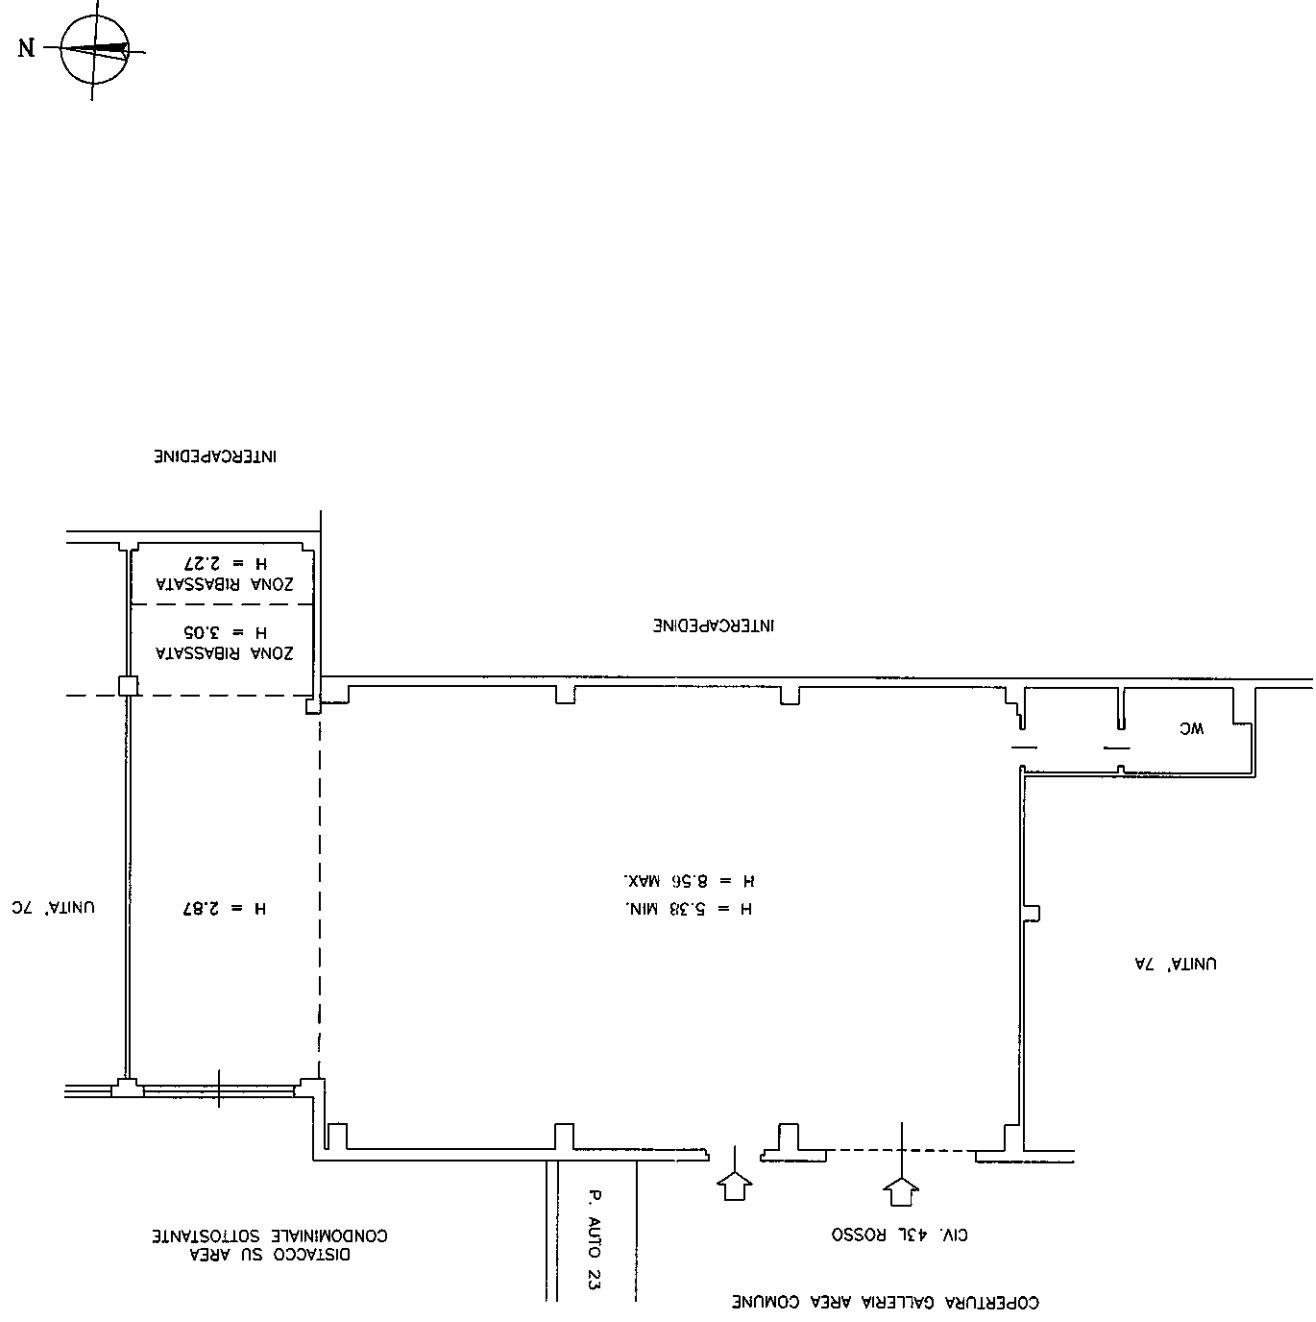 N
INTERCAPEDINE
ZONA RIBASSATA
H = 2.27
ZONA RIBASSATA
H = 3.05
INTERCAPEDINE
WC
H = 5.38 MIN.
H = 8.56 MAX.
UNITA' 7C
H = 2.87
UNITA' 7A
P. AUTO 23
CIV. 43L ROSSO
DISTACCO SU AREA
CONDOMINIALE SOTTOSTANTE
COPERTURA GALLERIA AREA COMUNE